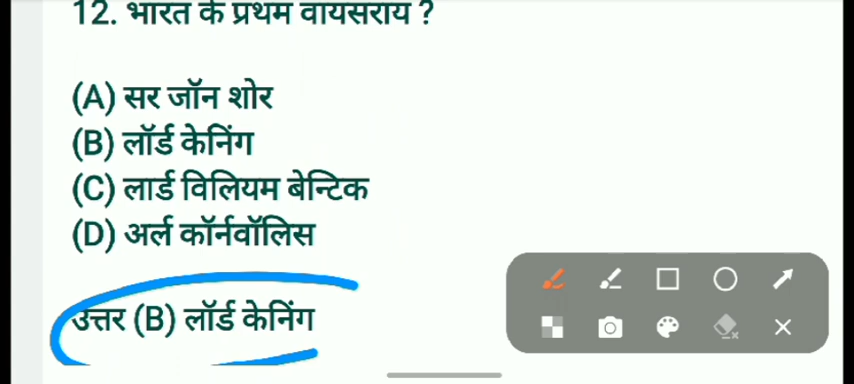 12. भारत के प्रथम वायसराय ?
(A) सर जॉन शोर
(B) लॉर्ड केनिंग
(C) लार्ड विलियम बेन्टिक
(D) अर्ल कॉर्नवॉलिस
उत्तर (B) लॉर्ड केनिंग